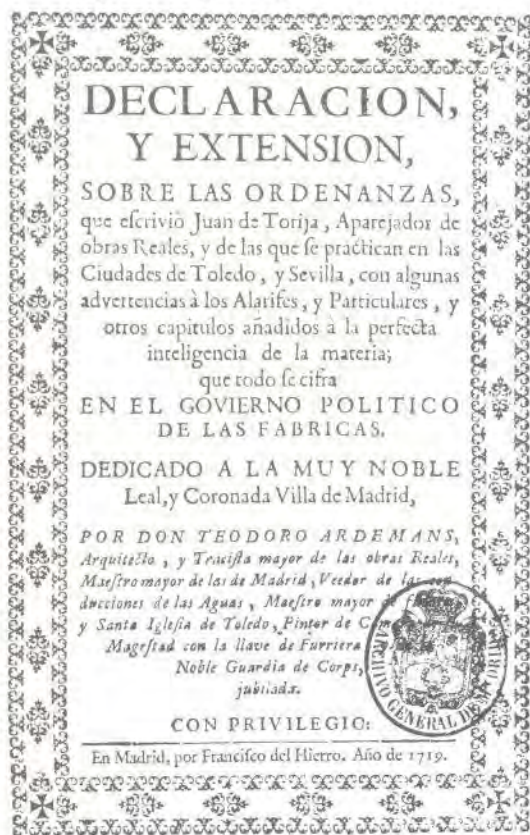 DECLARACION,
Y EXTENSION,
SOBRE LAS ORDENANZAS,
que eſcriviò Juan de Torija, Aparejador de
obras Reales, y de las que ſe practican en las
Ciudades de Toledo, y Sevilla, con algunas
advertencias à los Alarifes, y Particulares, y
otros capitulos añadidos à la perfecta
inteligencia de la materia;
que todo ſe cifra
EN EL GOVIERNO POLITICO
DE LAS FABRICAS.
DEDICADO A LA MUY NOBLE
Leal, y Coronada Villa de Madrid,
POR DON TEODORO ARDEMANS,
Arquitecto, y Traciſta mayor de las obras Reales,
Maeſtro mayor de las de Madrid, Veedor de las
ducciones de las Aguas, Maeſtro mayor de
y Santa Igleſia de Toledo, Pintor de
Mageſtad con la llave de Furriera
Noble Guardia de Corps,
jubilada.
CON PRIVILEGIO:
En Madrid, por Franciſco del Hierro. Año de 1719.
ARCHIVO GENERAL DE